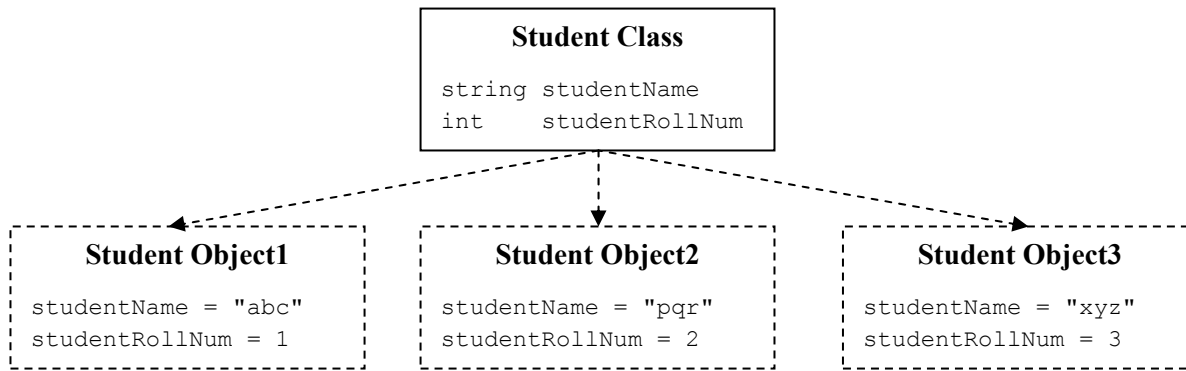 Student Class
string studentName
int    studentRollNum
Student Object1
studentName = "abc"
studentRollNum = 1
Student Object2
studentName = "pqr"
studentRollNum = 2
Student Object3
studentName = "xyz"
studentRollNum = 3